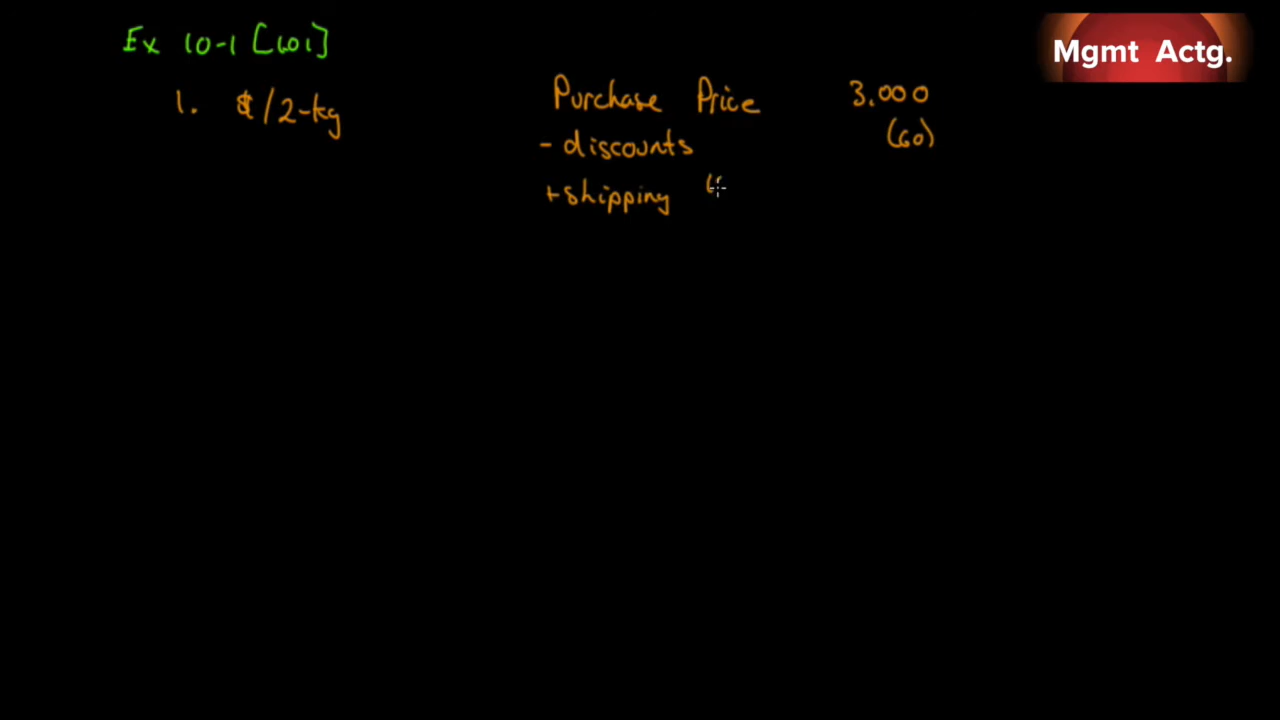 Ex 10-1 [LO1]
Mgmt Actg.
1. $/2-kg
Purchase Price 3,000
- discounts (60)
+ shipping